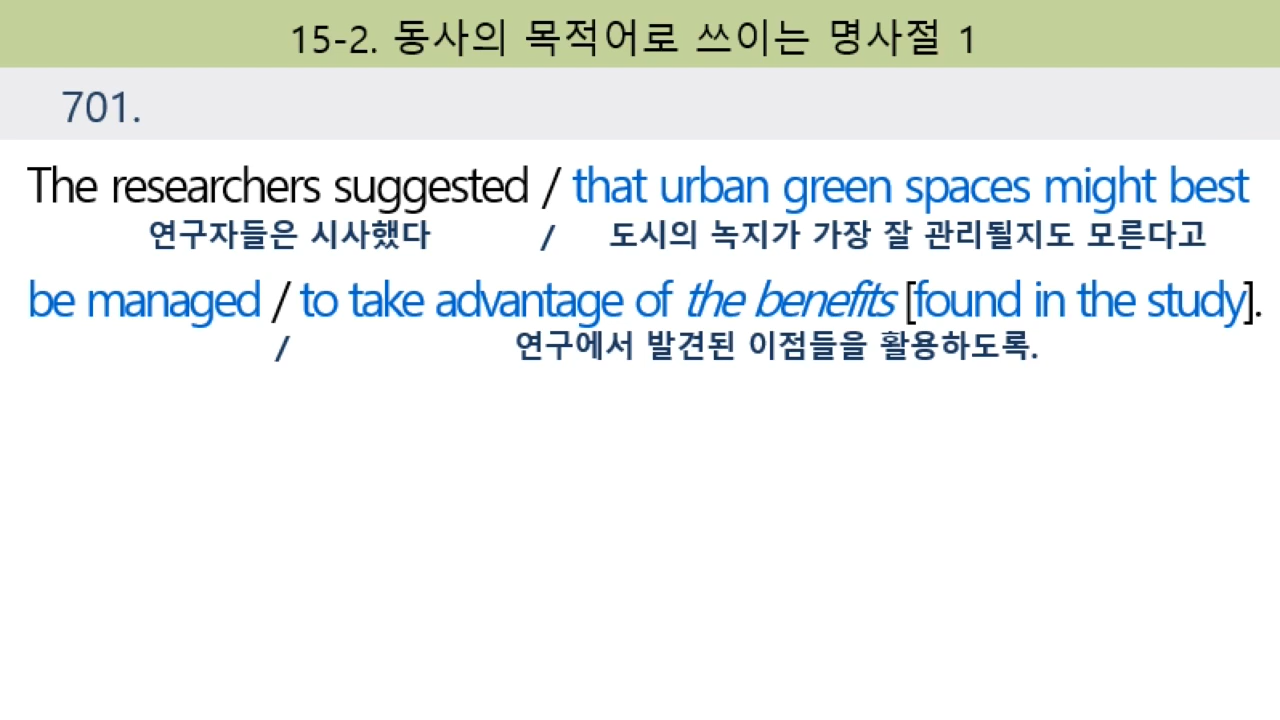 15-2. 동사의 목적어로 쓰이는 명사절 1
701.
The researchers suggested / that urban green spaces might best
연구자들은 시사했다 / 도시의 녹지가 가장 잘 관리될지도 모른다고
be managed / to take advantage of the benefits [found in the study].
/ 연구에서 발견된 이점들을 활용하도록.